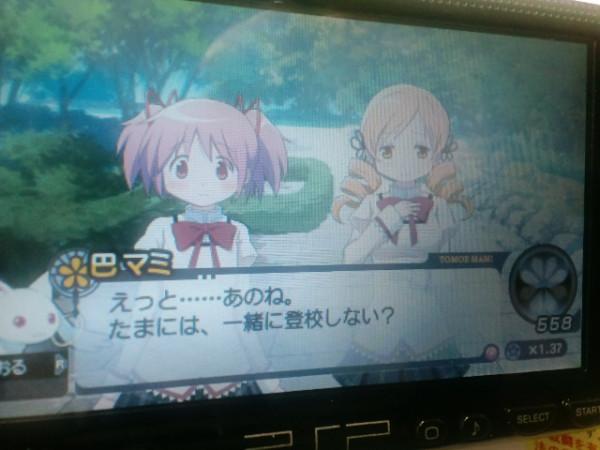 巴マミ
TOMOE MAMI
えっと……あのね。
たまには、一緒に登校しない？
558
×1.37
おる
R
SELECT
START